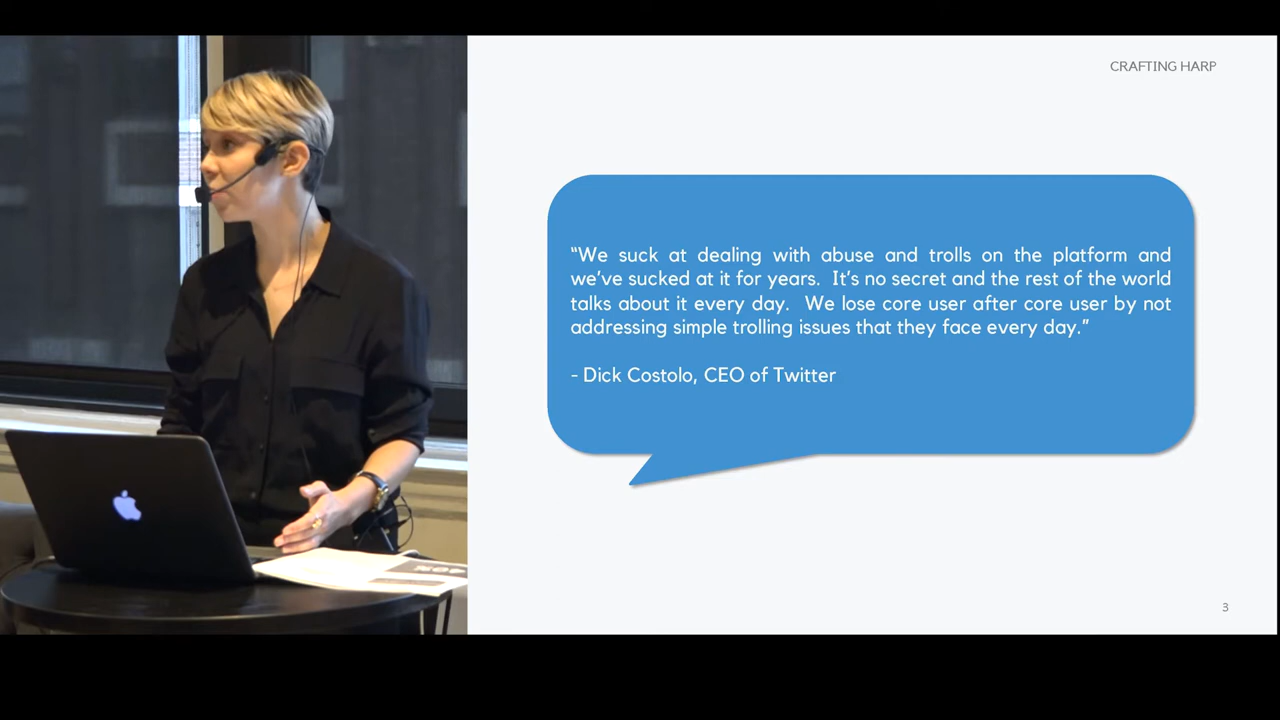 CRAFTING HARP
“We suck at dealing with abuse and trolls on the platform and
we’ve sucked at it for years.  It’s no secret and the rest of the world
talks about it every day.  We lose core user after core user by not
addressing simple trolling issues that they face every day.”
- Dick Costolo, CEO of Twitter
3